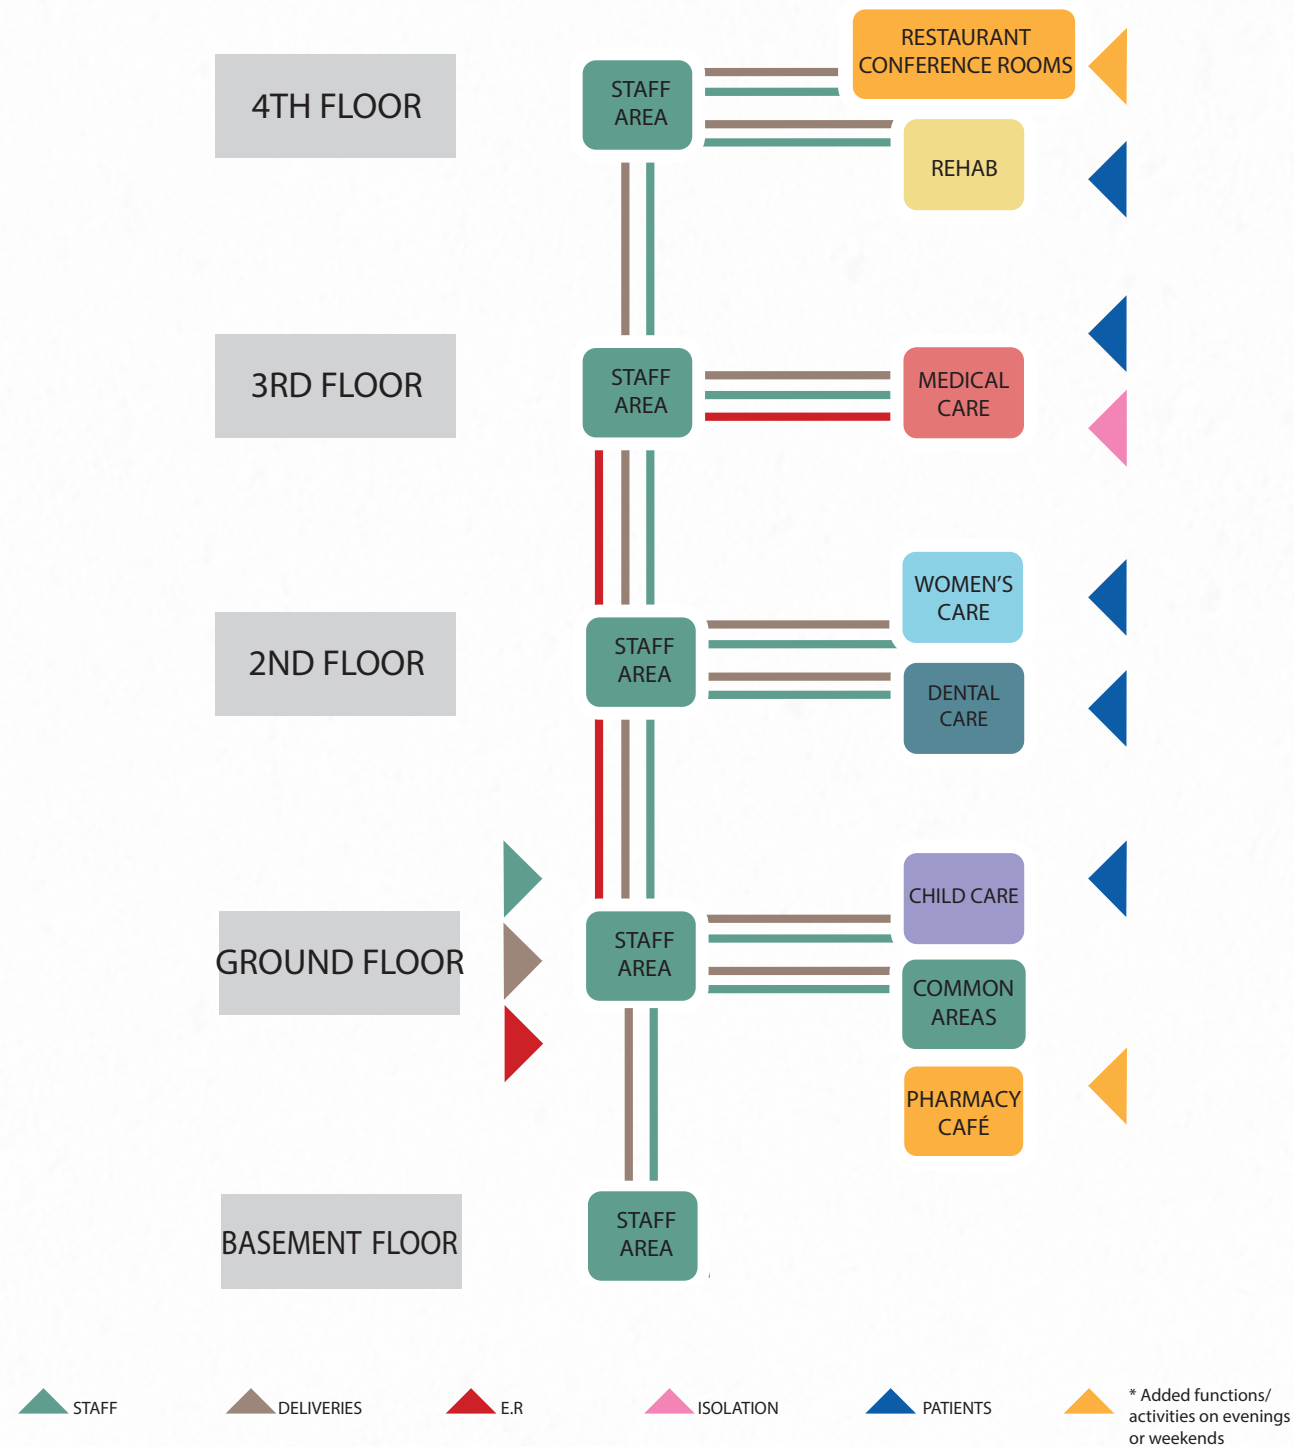 RESTAURANT
CONFERENCE ROOMS
4TH FLOOR
STAFF
AREA
REHAB
3RD FLOOR
STAFF
AREA
MEDICAL
CARE
WOMEN'S
CARE
2ND FLOOR
STAFF
AREA
DENTAL
CARE
CHILD CARE
GROUND FLOOR
STAFF
AREA
COMMON
AREAS
PHARMACY
CAFÉ
BASEMENT FLOOR
STAFF
AREA
STAFF
DELIVERIES
E.R
ISOLATION
PATIENTS
* Added functions/
activities on evenings
or weekends